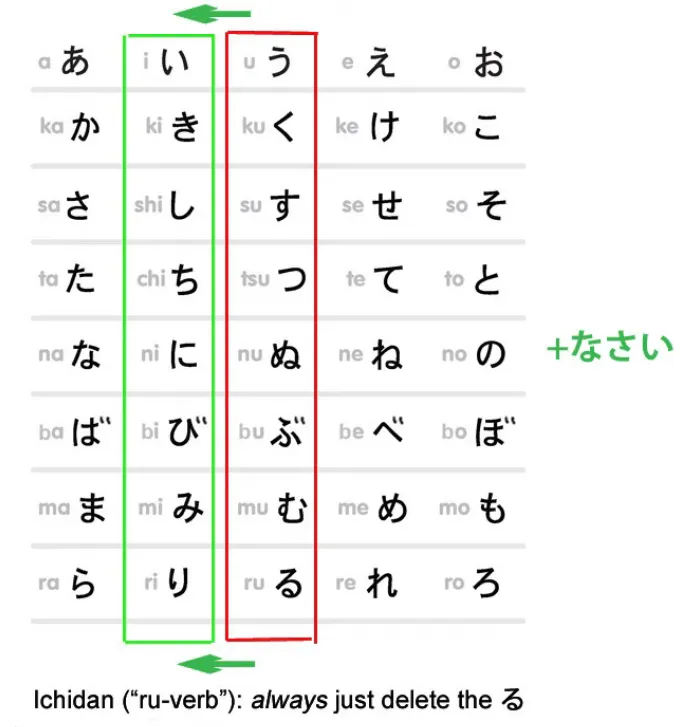 a あ i い u う e え o お
ka か ki き ku く ke け ko こ
sa さ shi し su す se せ so そ
ta た chi ち tsu つ te て to と
na な ni に nu ぬ ne ね no の
+なさい
ba ば bi び bu ぶ be べ bo ぼ
ma ま mi み mu む me め mo も
ra ら ri り ru る re れ ro ろ
Ichidan (“ru-verb”): always just delete the る